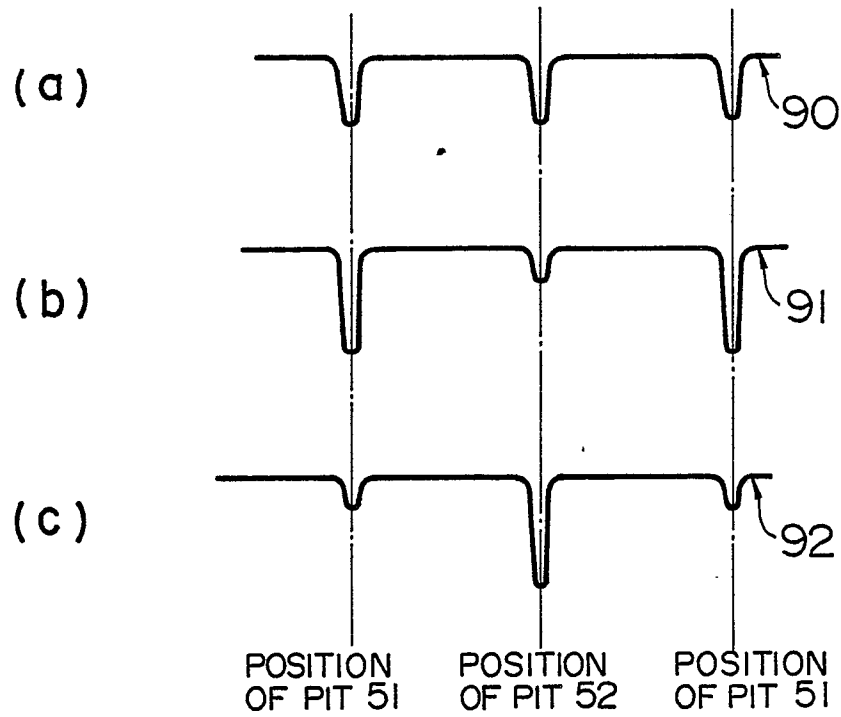 (a)
90
(b)
91
(c)
92
POSITION
OF PIT 51
POSITION
OF PIT 52
POSITION
OF PIT 51